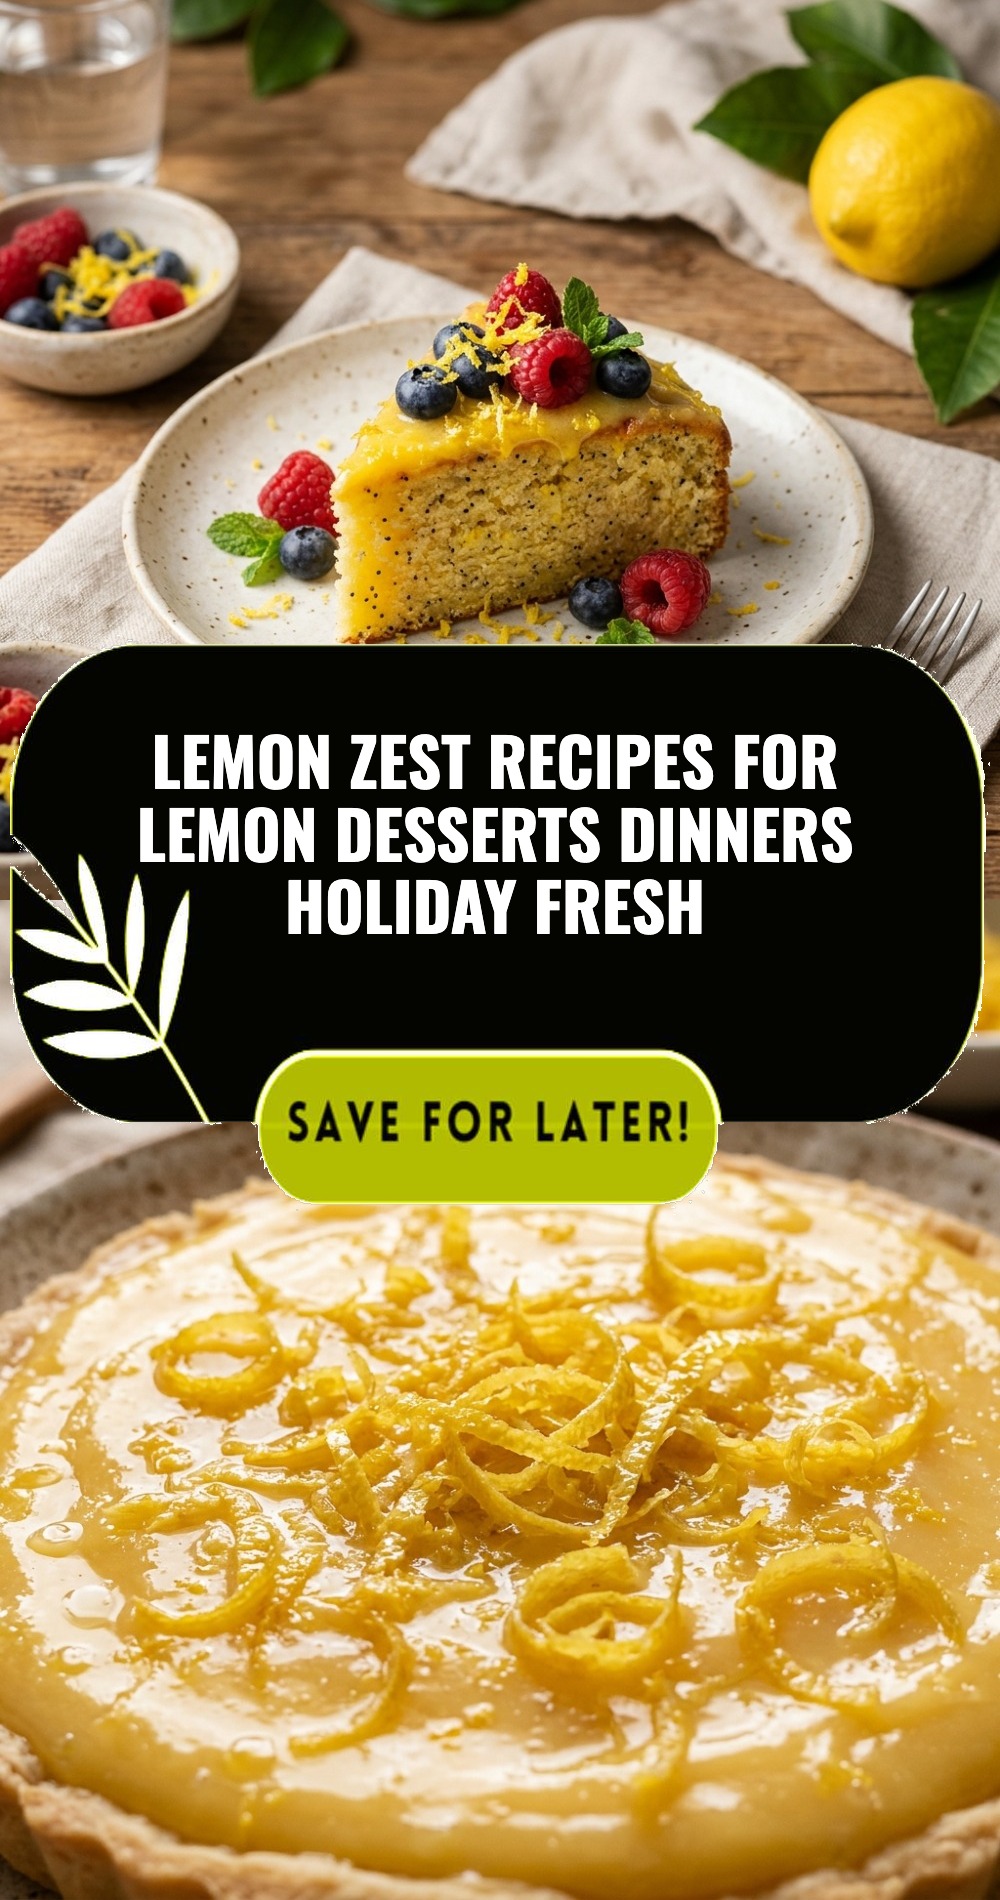 LEMON ZEST RECIPES FOR
LEMON DESSERTS DINNERS
HOLIDAY FRESH
SAVE FOR LATER!